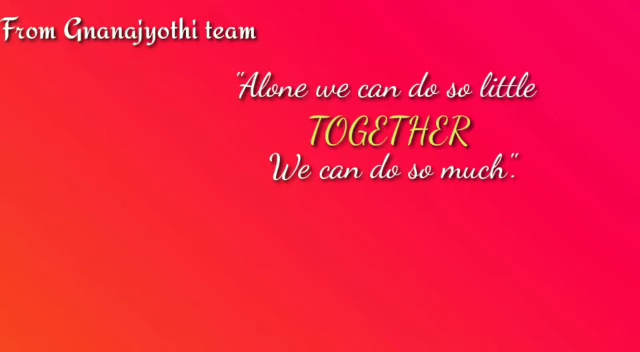 From Gnanajyothi team
"Alone we can do so little
TOGETHER
We can do so much".